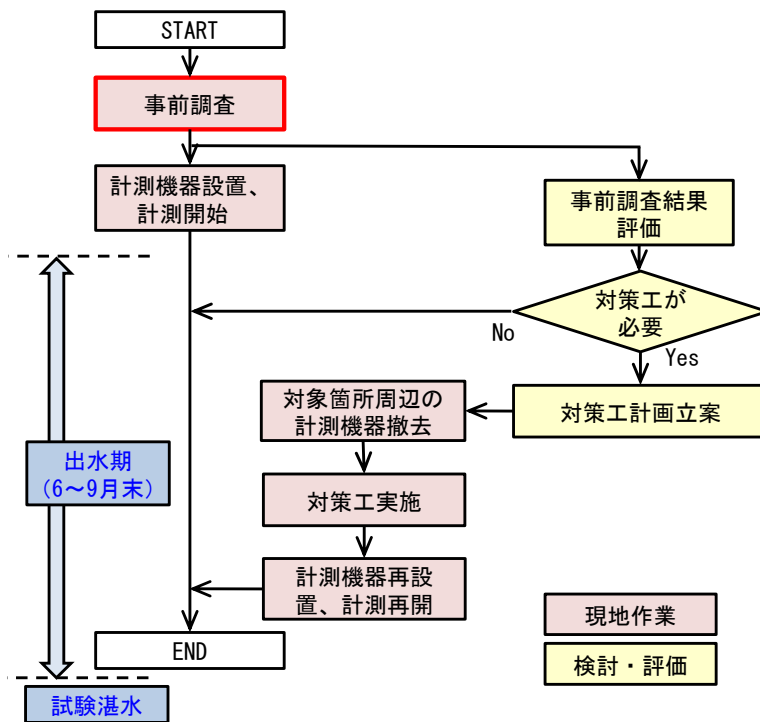 START
事前調査
計測機器設置、
計測開始
事前調査結果
評価
対策工が
必要
No
Yes
対策工計画立案
対象箇所周辺の
計測機器撤去
対策工実施
計測機器再設
置、計測再開
END
出水期
(6～9月末)
試験湛水
現地作業
検討・評価